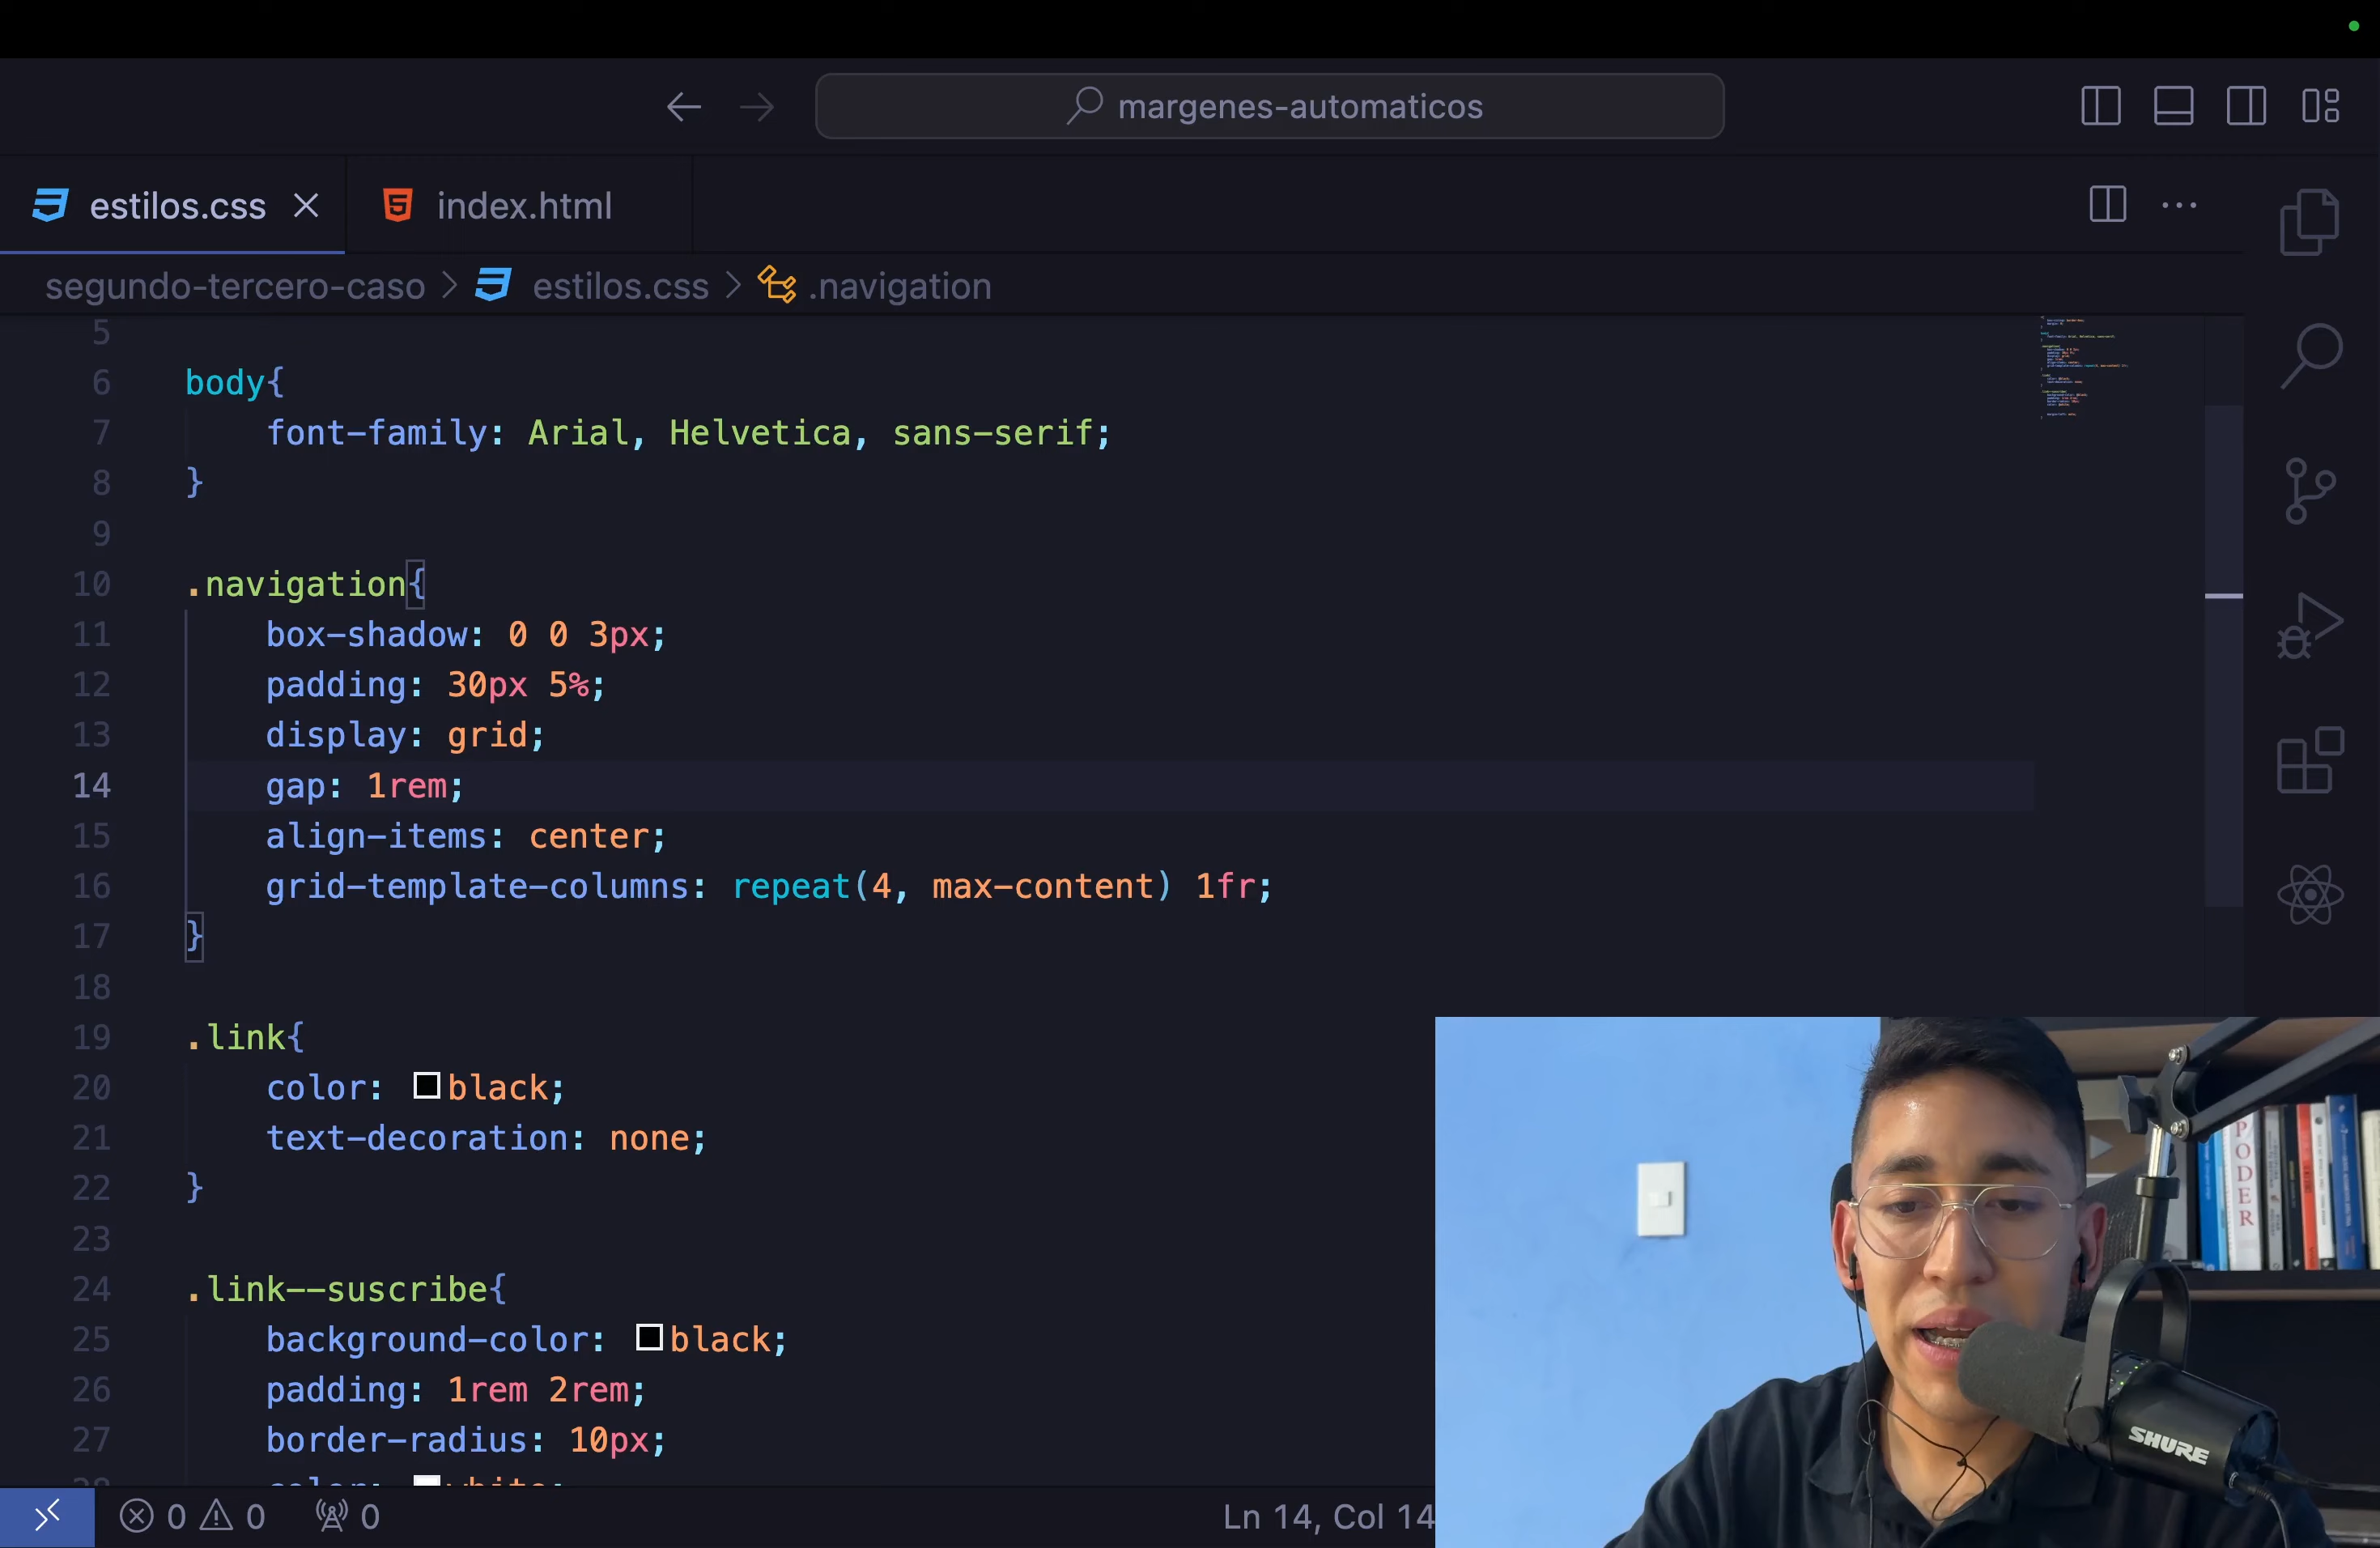 margenes-automaticos
estilos.css index.html
segundo-tercero-caso > estilos.css > .navigation
5
6 body{
7 font-family: Arial, Helvetica, sans-serif;
8 }
9
10 .navigation{
11 box-shadow: 0 0 3px;
12 padding: 30px 5%;
13 display: grid;
14 gap: 1rem;
15 align-items: center;
16 grid-template-columns: repeat(4, max-content) 1fr;
17 }
18
19 .link{
20 color: black;
21 text-decoration: none;
22 }
23
24 .link--suscribe{
25 background-color: black;
26 padding: 1rem 2rem;
27 border-radius: 10px;
28 color: white;
0 0 0 Ln 14, Col 14
PODER
SHURE